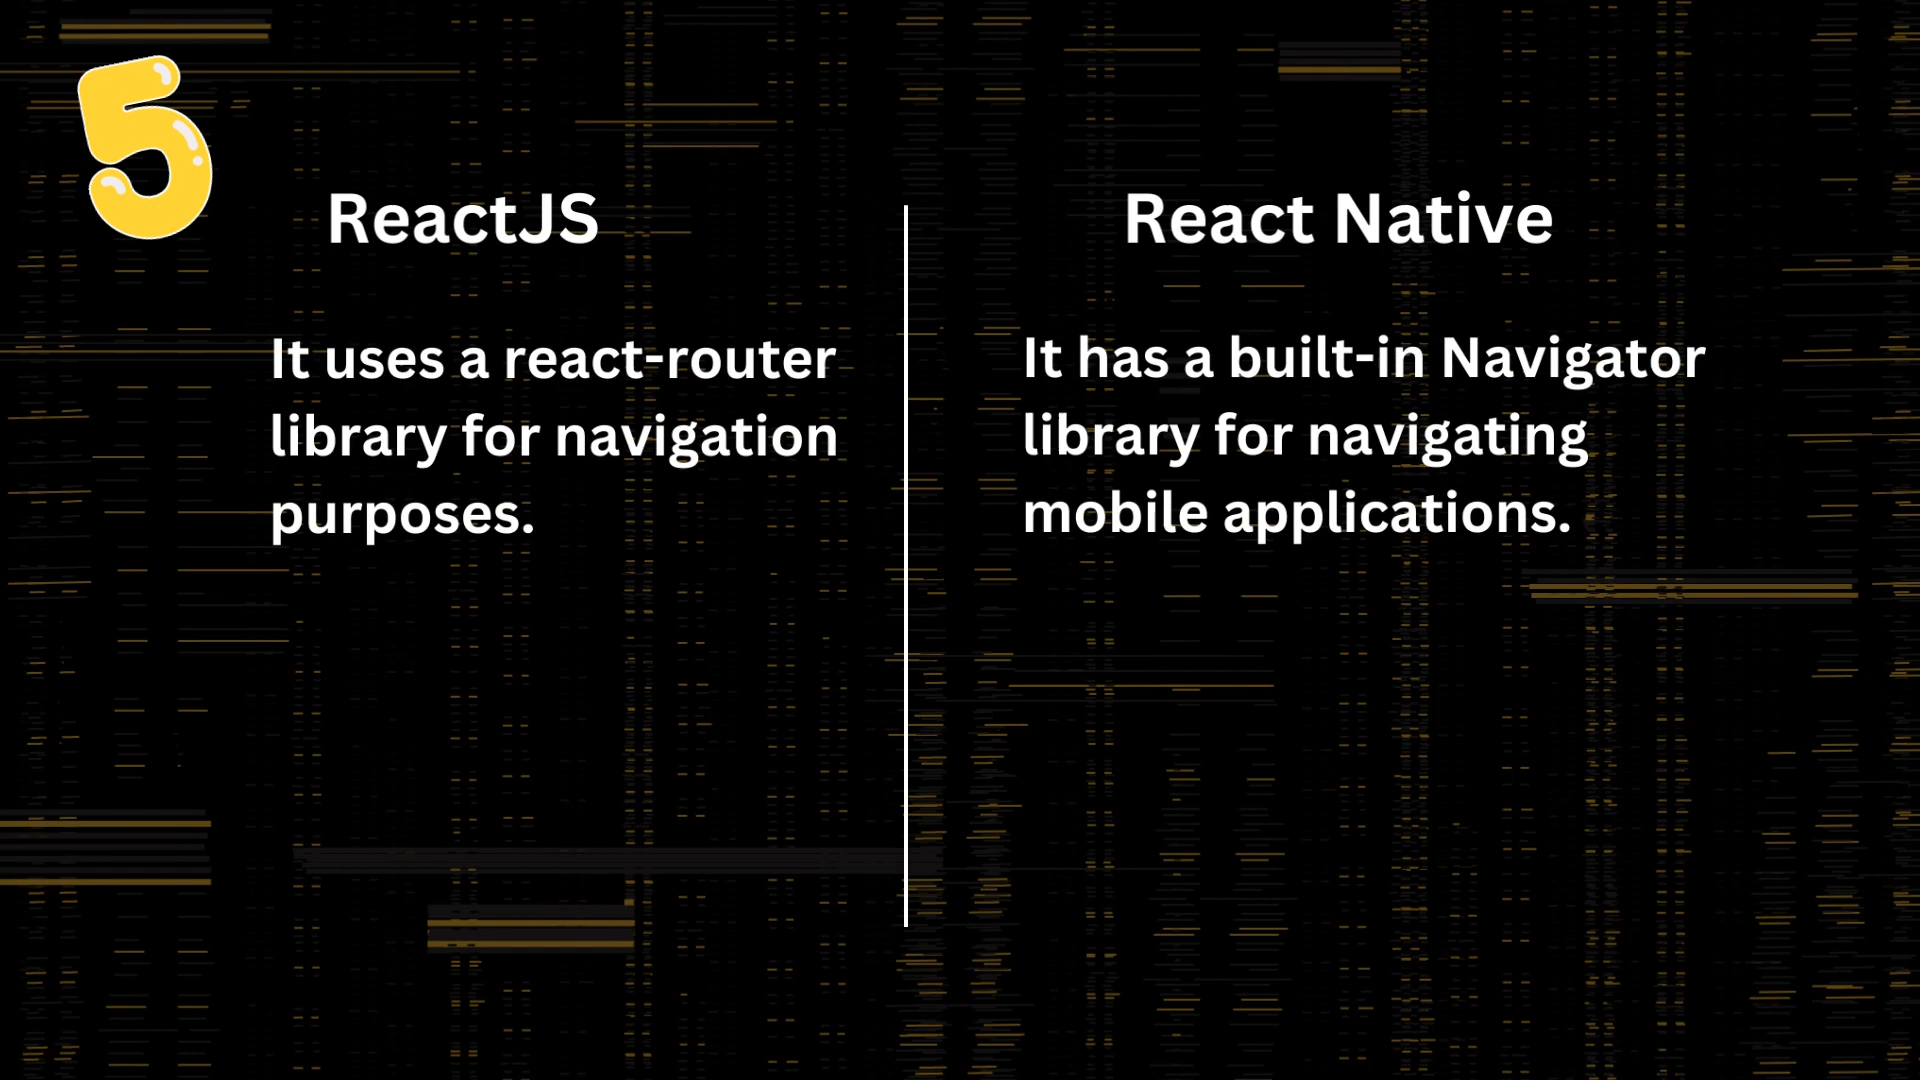 5
ReactJS
It uses a react-router
library for navigation
purposes.
React Native
It has a built-in Navigator
library for navigating
mobile applications.